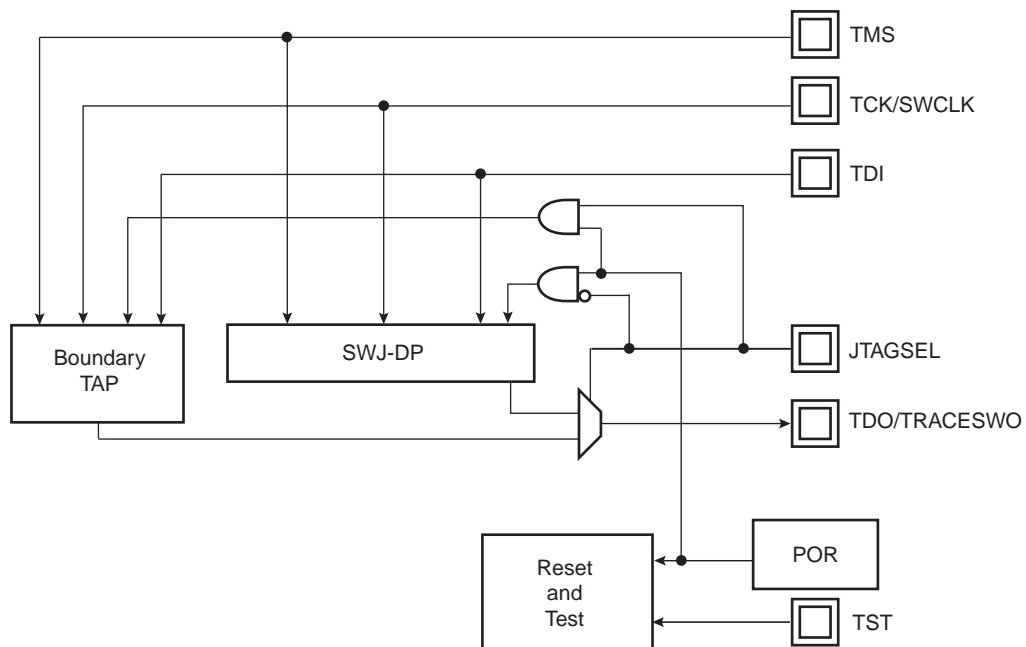 TMS
TCK/SWCLK
TDI
Boundary
TAP
SWJ-DP
JTAGSEL
TDO/TRACESWO
POR
Reset
and
Test
TST